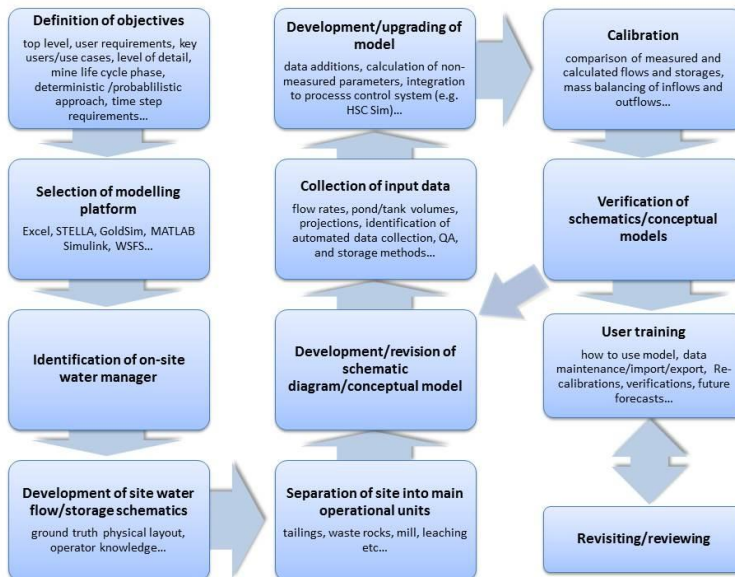 Definition of objectives
top level, user requirements, key
users/use cases, level of detail,
mine life cycle phase,
deterministic /probablilistic
approach, time step
requirements…
Selection of modelling
platform
Excel, STELLA, GoldSim, MATLAB
Simulink, WSFS…
Identification of on-site
water manager
Development of site water
flow/storage schematics
ground truth physical layout,
operator knowledge…
Separation of site into main
operational units
tailings, waste rocks, mill, leaching
etc…
Development/revision of
schematic
diagram/conceptual model
Collection of input data
flow rates, pond/tank volumes,
projections, identification of
automated data collection, QA,
and storage methods…
Development/upgrading of
model
data additions, calculation of non-
measured parameters, integration
to processs control system (e.g.
HSC Sim)…
Calibration
comparison of measured and
calculated flows and storages,
mass balancing of inflows and
outflows…
Verification of
schematics/conceptual
models
User training
how to use model, data
maintenance/import/export, Re-
calibrations, verifications, future
forecasts…
Revisiting/reviewing